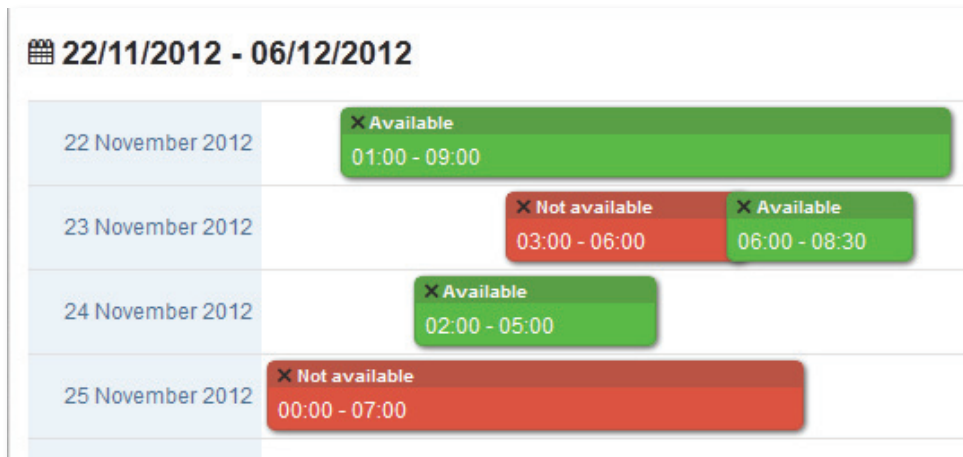 22/11/2012 - 06/12/2012
22 November 2012
Available
01:00 - 09:00
23 November 2012
Not available
03:00 - 06:00
Available
06:00 - 08:30
24 November 2012
Available
02:00 - 05:00
25 November 2012
Not available
00:00 - 07:00